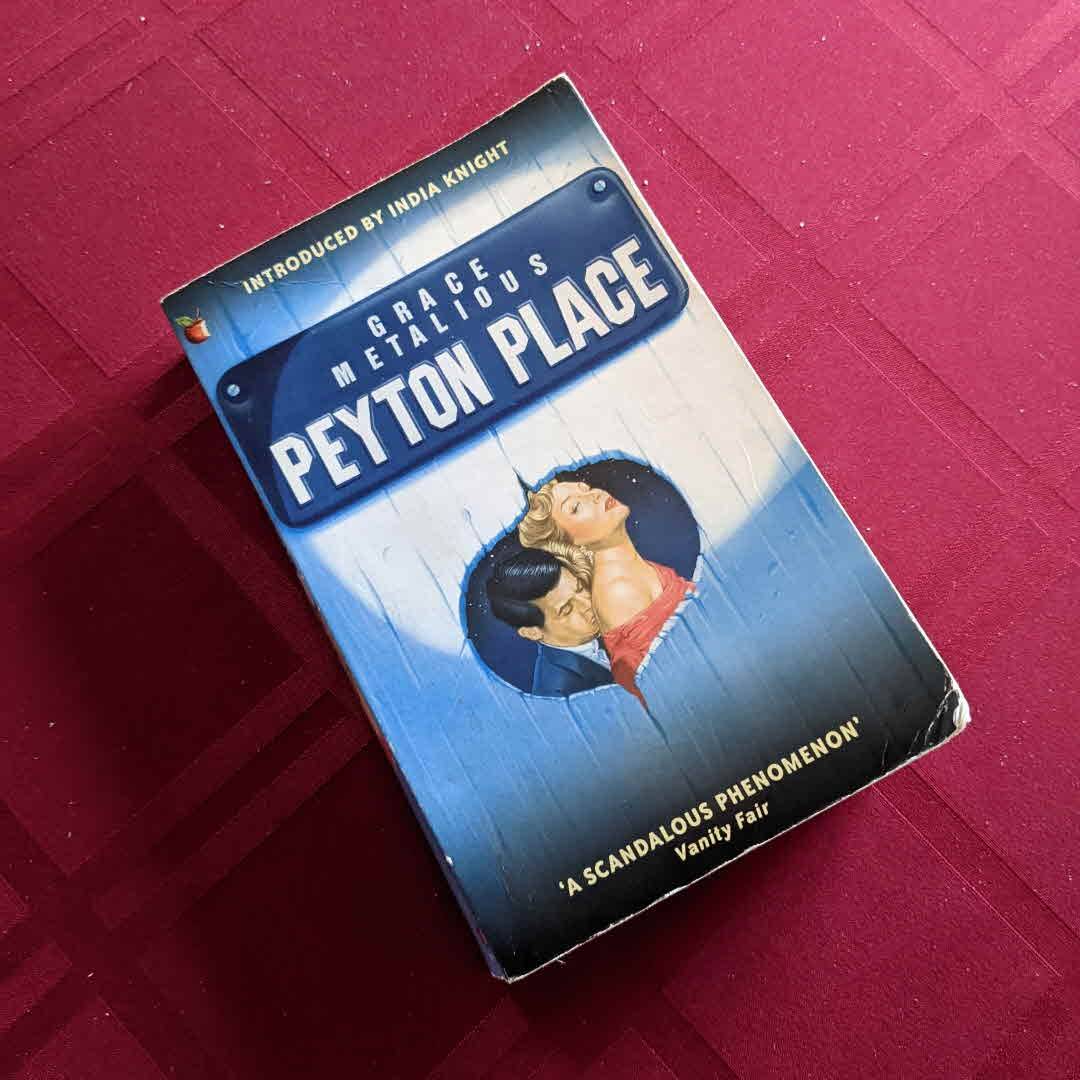 INTRODUCED BY INDIA KNIGHT
GRACE
METALIOUS
PEYTON PLACE
‘A SCANDALOUS PHENOMENON’
Vanity Fair